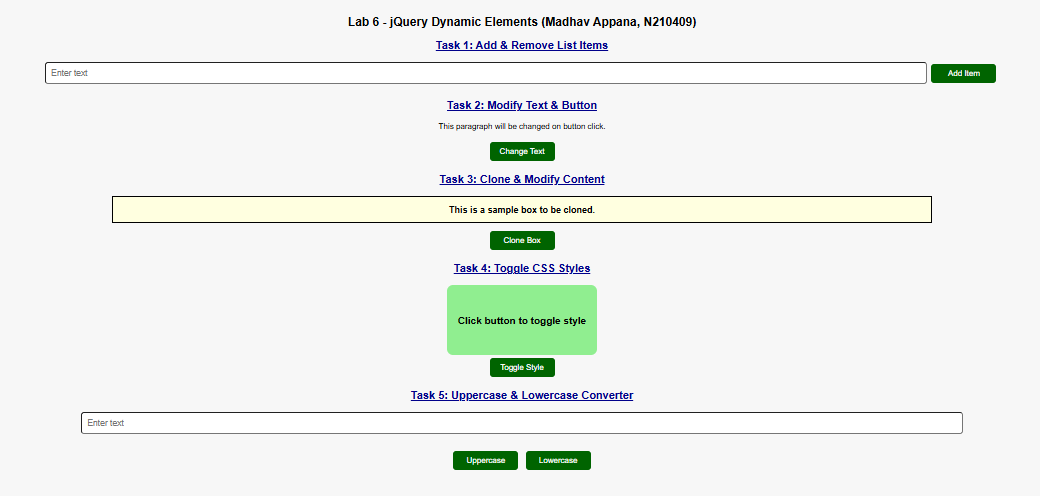 Lab 6 - jQuery Dynamic Elements (Madhav Appana, N210409)
Task 1: Add & Remove List Items
Enter text Add Item
Task 2: Modify Text & Button
This paragraph will be changed on button click.
Change Text
Task 3: Clone & Modify Content
This is a sample box to be cloned.
Clone Box
Task 4: Toggle CSS Styles
Click button to toggle style
Toggle Style
Task 5: Uppercase & Lowercase Converter
Enter text
Uppercase Lowercase